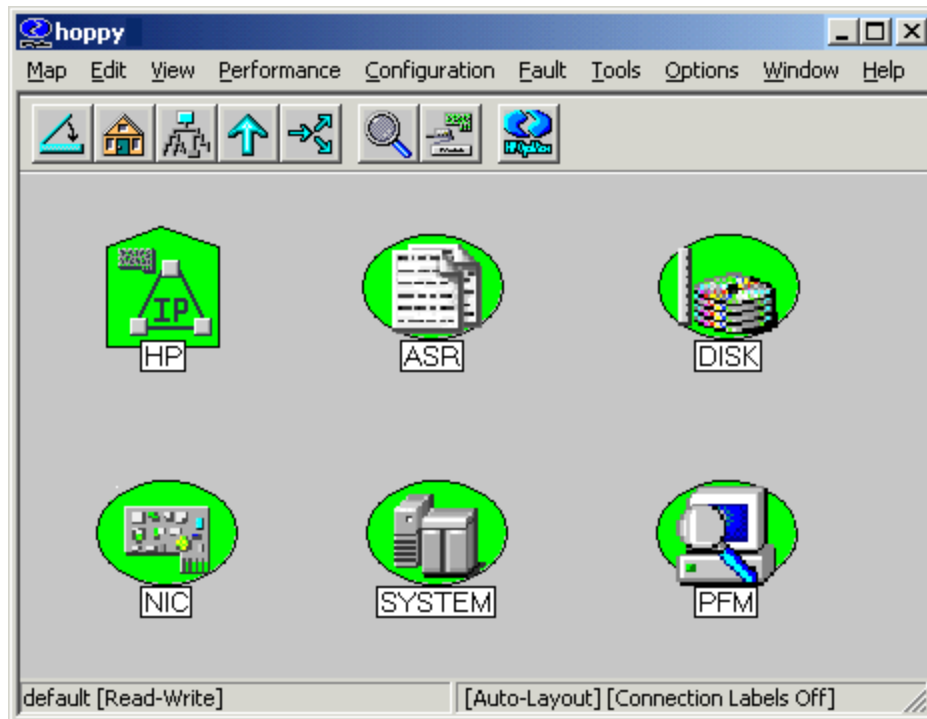 hoppy
Map Edit View Performance Configuration Fault Tools Options Window Help
IP
HP
ASR
DISK
NIC
SYSTEM
PFM
default [Read-Write]
[Auto-Layout] [Connection Labels Off]